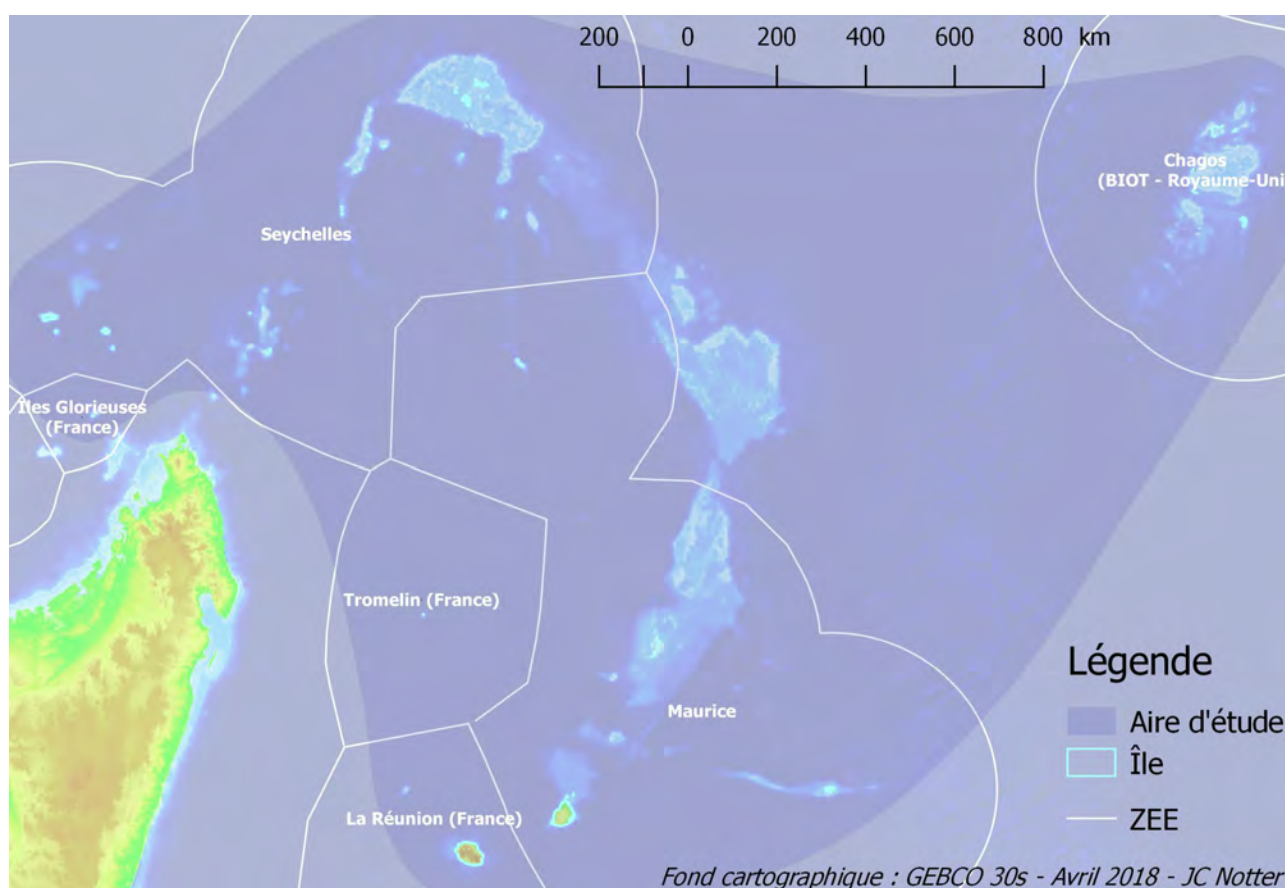 200 0 200 400 600 800 km
Chagos
(BIOT - Royaume-Uni
Seychelles
Îles Glorieuses
(France)
Tromelin (France)
Maurice
La Réunion (France)
Légende
Aire d'étude
Île
ZEE
Fond cartographique : GEBCO 30s - Avril 2018 - JC Notter